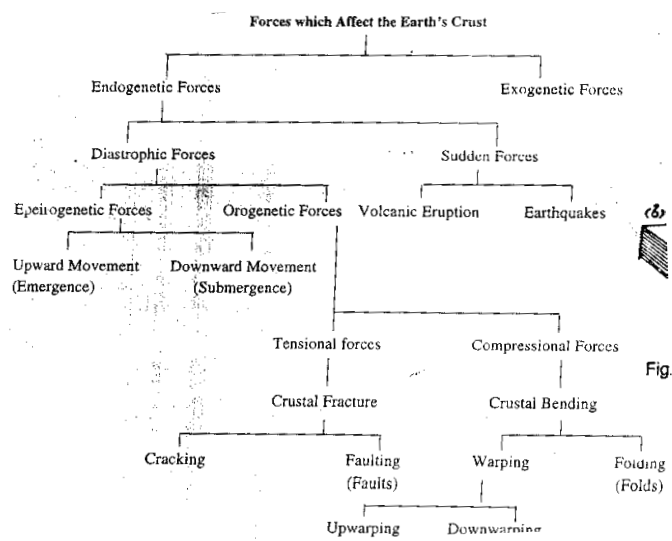 Forces which Affect the Earth's Crust
Endogenetic Forces
Exogenetic Forces
Diastrophic Forces
Sudden Forces
Epeirogenetic Forces
Orogenetic Forces
Volcanic Eruption
Earthquakes
Upward Movement
(Emergence)
Downward Movement
(Submergence)
Tensional forces
Compressional Forces
Fig.
Crustal Fracture
Crustal Bending
Cracking
Faulting
(Faults)
Warping
Folding
(Folds)
Upwarping
Downwarping